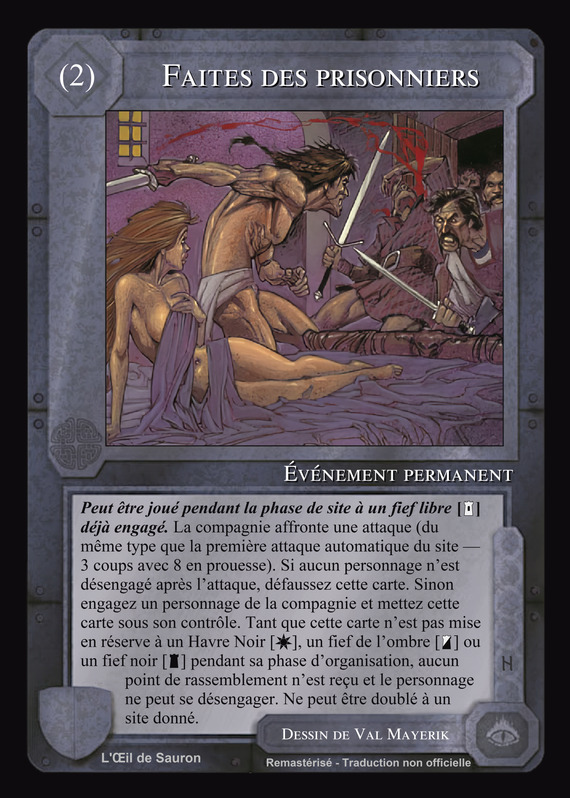 (2)
FAITES DES PRISONNIERS
ÉVÉNEMENT PERMANENT
Peut être joué pendant la phase de site à un fief libre [ ]
déjà engagé. La compagnie affronte une attaque (du
même type que la première attaque automatique du site —
3 coups avec 8 en prouesse). Si aucun personnage n'est
désengagé après l'attaque, défaussez cette carte. Sinon
engagez un personnage de la compagnie et mettez cette
carte sous son contrôle. Tant que cette carte n'est pas mise
en réserve à un Havre Noir [ ], un fief de l'ombre [ ] ou
un fief noir [ ] pendant sa phase d'organisation, aucun
point de rassemblement n'est reçu et le personnage
ne peut se désengager. Ne peut être doublé à un
site donné.
DESSIN DE VAL MAYERIK
L'Œil de Sauron
Remastérisé - Traduction non officielle